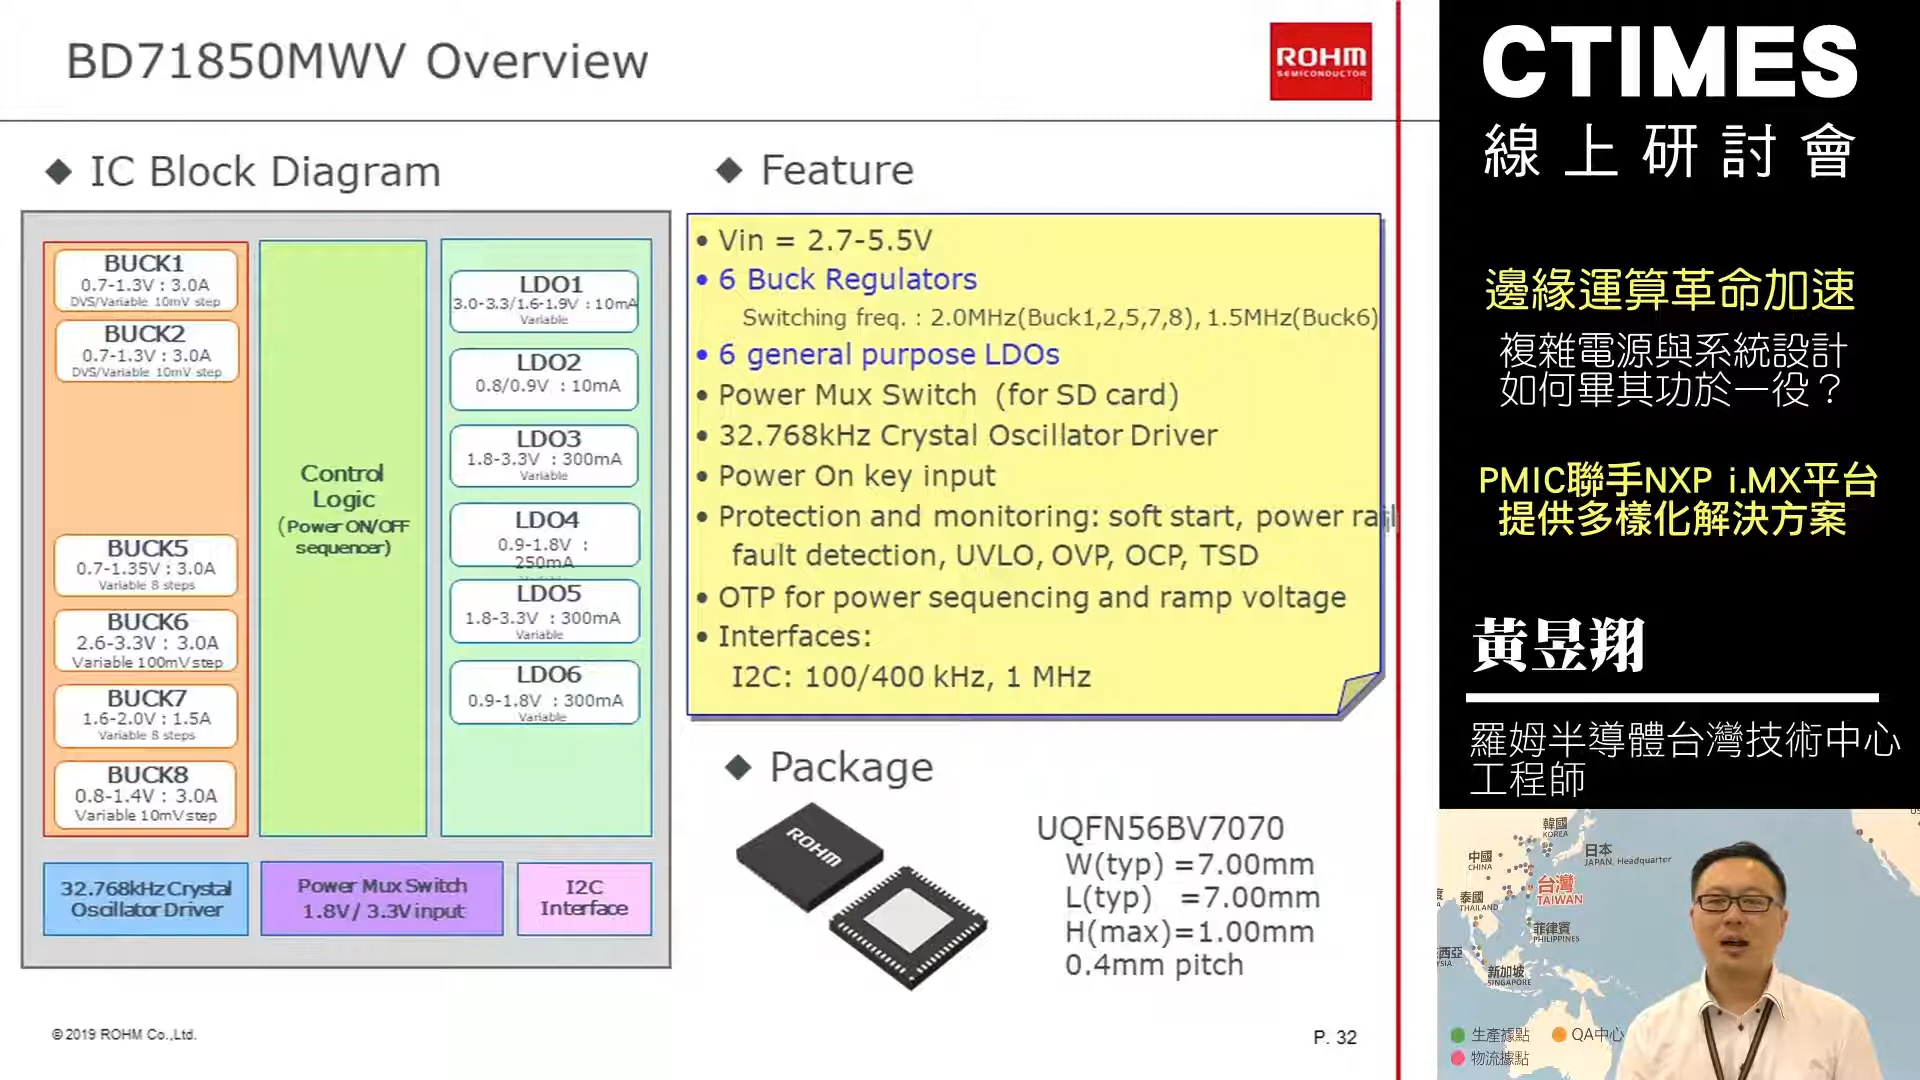 BD71850MWV Overview
ROHM
SEMICONDUCTOR
◆ IC Block Diagram
BUCK1
0.7-1.3V : 3.0A
DVS/Variable 10mV step
BUCK2
0.7-1.3V : 3.0A
DVS/Variable 10mV step
BUCK5
0.7-1.35V : 3.0A
Variable 8 steps
BUCK6
2.6-3.3V : 3.0A
Variable 100mV step
BUCK7
1.6-2.0V : 1.5A
Variable 8 steps
BUCK8
0.8-1.4V : 3.0A
Variable 10mV step
Control
Logic
(Power ON/OFF
sequencer)
LDO1
3.0-3.3/1.6-1.9V : 10mA
Variable
LDO2
0.8/0.9V : 10mA
LDO3
1.8-3.3V : 300mA
Variable
LDO4
0.9-1.8V :
250mA
LDO5
1.8-3.3V : 300mA
Variable
LDO6
0.9-1.8V : 300mA
Variable
32.768kHz Crystal
Oscillator Driver
Power Mux Switch
1.8V / 3.3V input
I2C
Interface
◆ Feature
• Vin = 2.7-5.5V
• 6 Buck Regulators
Switching freq. : 2.0MHz(Buck1,2,5,7,8), 1.5MHz(Buck6)
• 6 general purpose LDOs
• Power Mux Switch (for SD card)
• 32.768kHz Crystal Oscillator Driver
• Power On key input
• Protection and monitoring: soft start, power rail
fault detection, UVLO, OVP, OCP, TSD
• OTP for power sequencing and ramp voltage
• Interfaces:
I2C: 100/400 kHz, 1 MHz
◆ Package
ROHM
UQFN56BV7070
W(typ) =7.00mm
L(typ) =7.00mm
H(max)=1.00mm
0.4mm pitch
© 2019 ROHM Co.,Ltd.
P. 32
CTIMES
線上研討會
邊緣運算革命加速
複雜電源與系統設計
如何畢其功於一役？
PMIC聯手NXP i.MX平台
提供多樣化解決方案
黃昱翔
羅姆半導體台灣技術中心
工程師
韓國
KOREA
中國
CHINA
日本
JAPAN, Headquarter
台灣
TAIWAN
泰國
THAILAND
菲律賓
PHILIPPINES
西亞
新加坡
SINGAPORE
生產據點
QA中心
物流據點